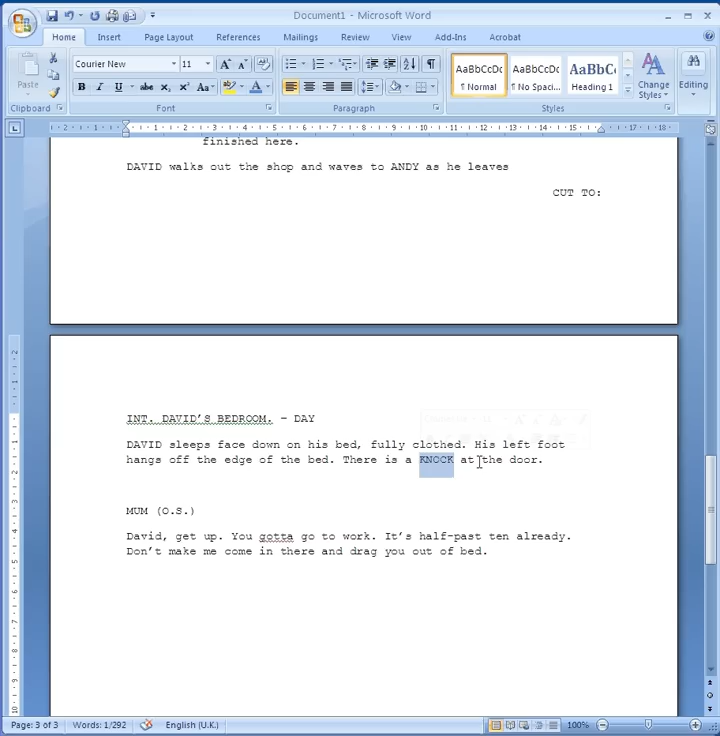 Document1 - Microsoft Word
Home Insert Page Layout References Mailings Review View Add-Ins Acrobat
Paste
Courier New 11
AaBbCcDc AaBbCcDc AaBbC
¶ Normal ¶ No Spaci... Heading 1
Change Styles
Editing
Clipboard Font Paragraph Styles
finished here.
DAVID walks out the shop and waves to ANDY as he leaves
CUT TO:
INT. DAVID'S BEDROOM. – DAY
DAVID sleeps face down on his bed, fully clothed. His left foot
hangs off the edge of the bed. There is a KNOCK at the door.
MUM (O.S.)
David, get up. You gotta go to work. It's half-past ten already.
Don't make me come in there and drag you out of bed.
Page: 3 of 3 Words: 1/292 English (U.K.) 100%